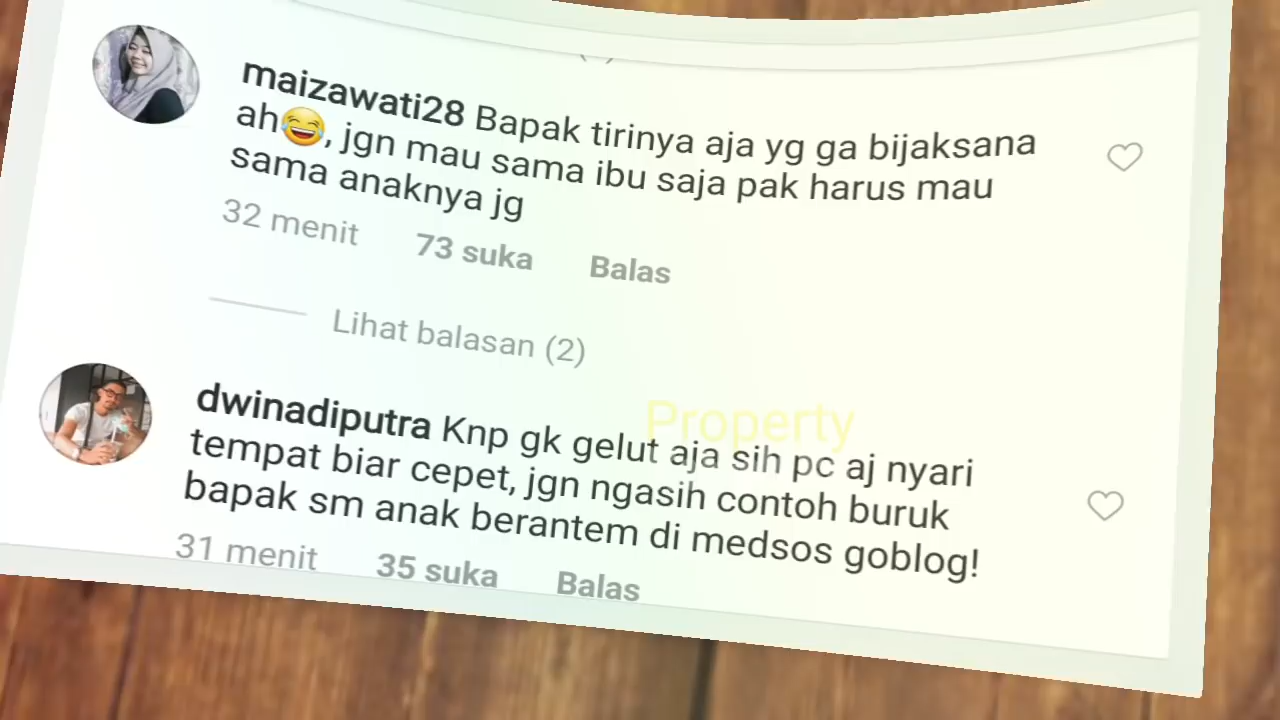 maizawati28 Bapak tirinya aja yg ga bijaksana
ah😂, jgn mau sama ibu saja pak harus mau
sama anaknya jg
32 menit 73 suka Balas
Lihat balasan (2)
Property
dwinadiputra Knp gk gelut aja sih pc aj nyari
tempat biar cepet, jgn ngasih contoh buruk
bapak sm anak berantem di medsos goblog!
31 menit 35 suka Balas